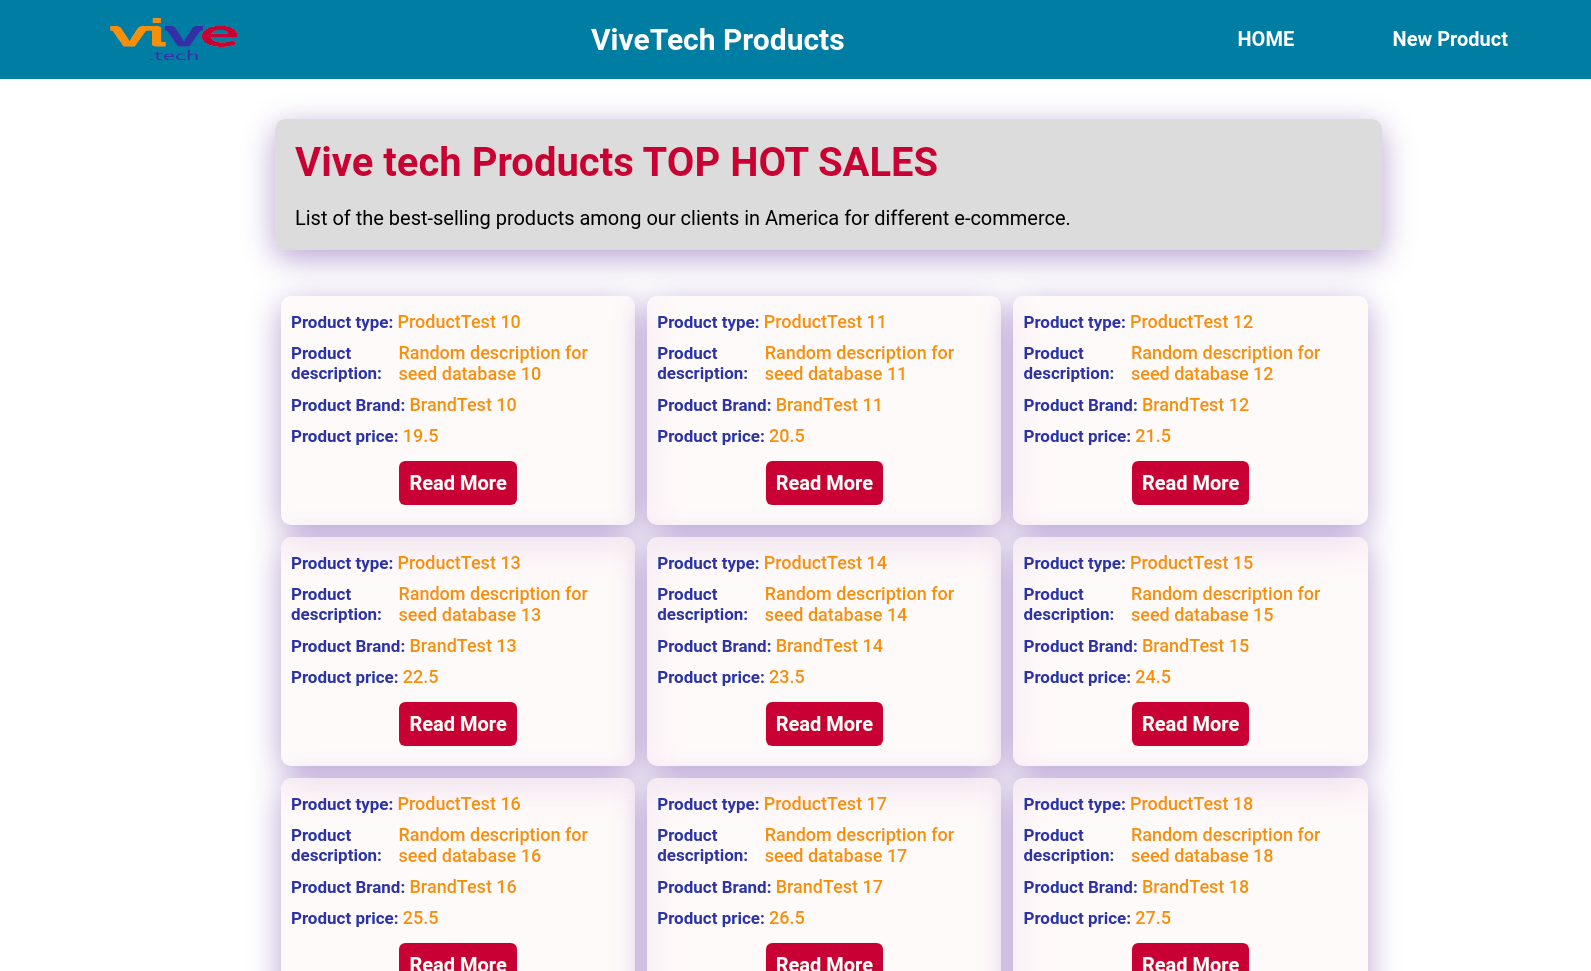 vive
.tech
ViveTech Products
HOME
New Product
Vive tech Products TOP HOT SALES
List of the best-selling products among our clients in America for different e-commerce.
Product type: ProductTest 10
Product description: Random description for
seed database 10
Product Brand: BrandTest 10
Product price: 19.5
Read More
Product type: ProductTest 11
Product description: Random description for
seed database 11
Product Brand: BrandTest 11
Product price: 20.5
Read More
Product type: ProductTest 12
Product description: Random description for
seed database 12
Product Brand: BrandTest 12
Product price: 21.5
Read More
Product type: ProductTest 13
Product description: Random description for
seed database 13
Product Brand: BrandTest 13
Product price: 22.5
Read More
Product type: ProductTest 14
Product description: Random description for
seed database 14
Product Brand: BrandTest 14
Product price: 23.5
Read More
Product type: ProductTest 15
Product description: Random description for
seed database 15
Product Brand: BrandTest 15
Product price: 24.5
Read More
Product type: ProductTest 16
Product description: Random description for
seed database 16
Product Brand: BrandTest 16
Product price: 25.5
Read More
Product type: ProductTest 17
Product description: Random description for
seed database 17
Product Brand: BrandTest 17
Product price: 26.5
Read More
Product type: ProductTest 18
Product description: Random description for
seed database 18
Product Brand: BrandTest 18
Product price: 27.5
Read More